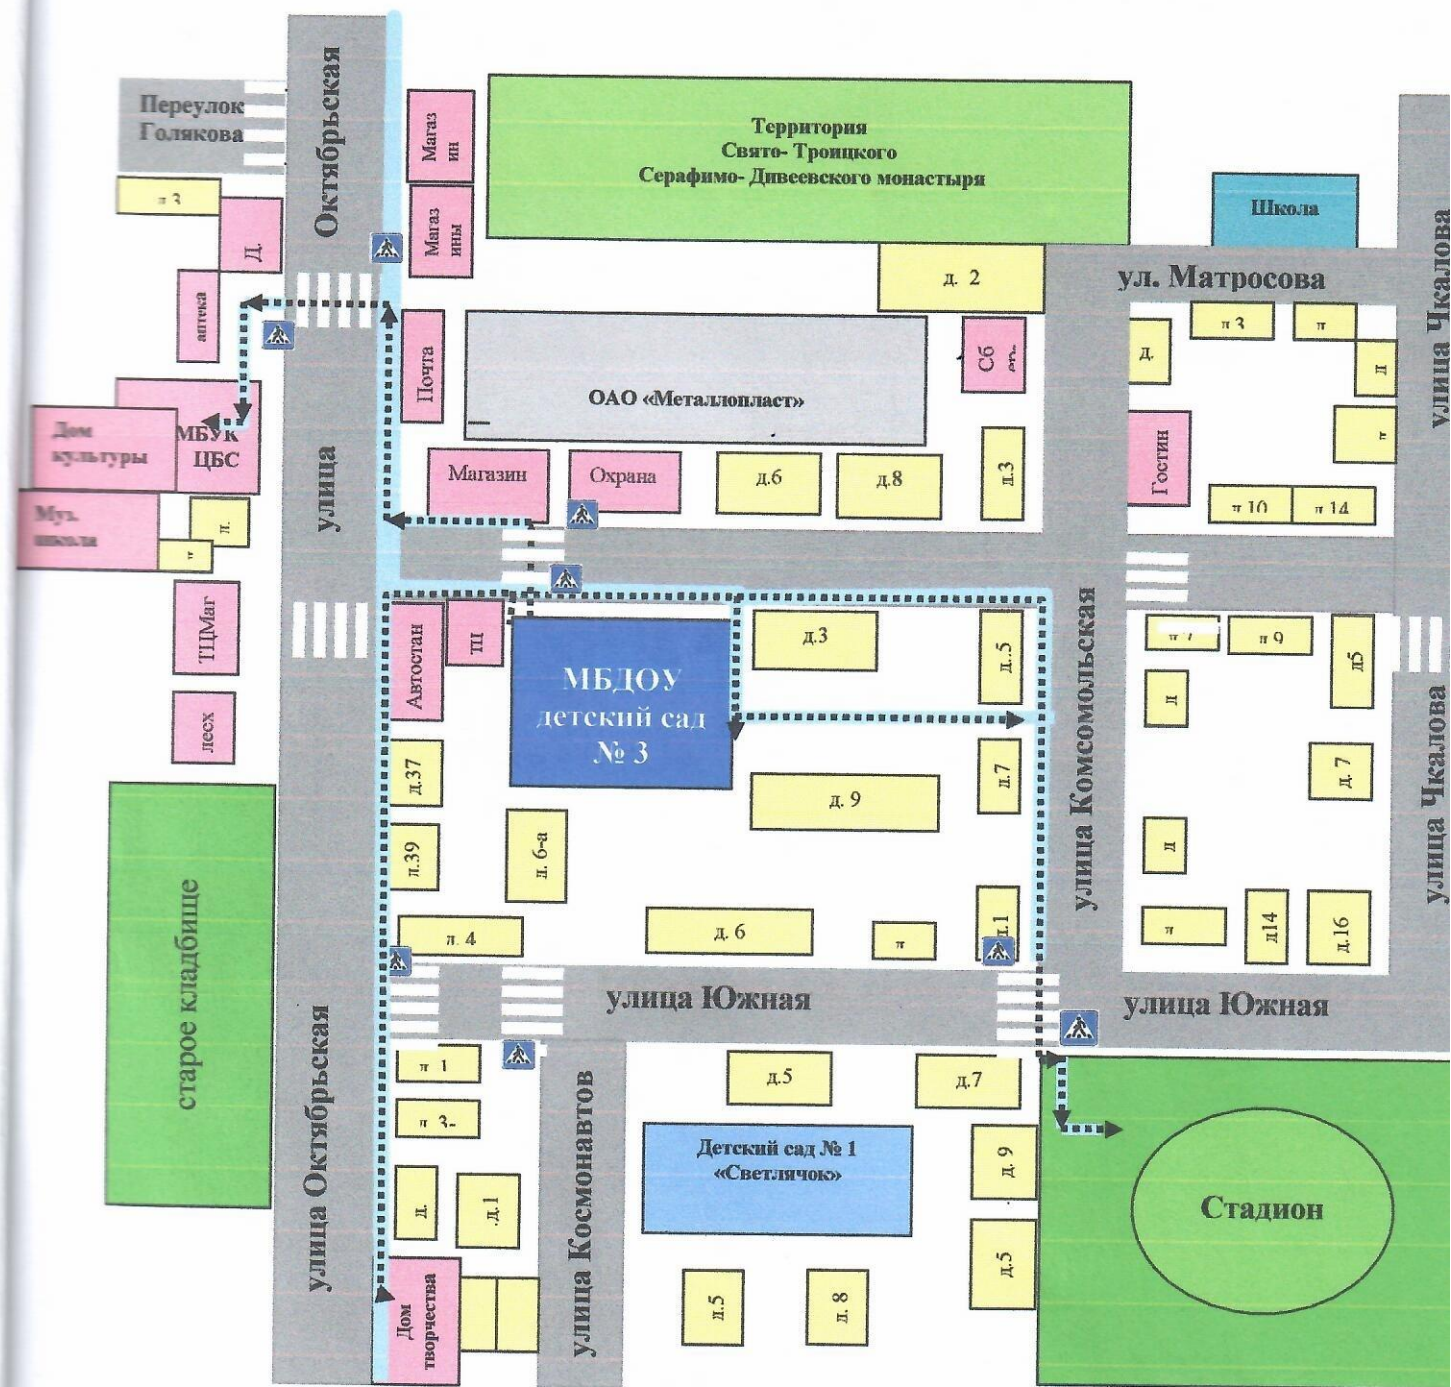 Переулок
Голякова
Октябрьская
Магаз
ин
Территория
Свято- Троицкого
Серафимо- Дивеевского монастыря
Школа
улица Чкалова
Д.
Магаз
ины
д. 2
ул. Матросова
аптека
Почта
ОАО «Металлопласт»
Сб
Д.
Дом
культуры
МБУК
ЦБС
улица
Магазин
Охрана
д.6
д.8
д.3
Гостин
Муз.
школа
ТЦМаг
Автостан
МБДОУ
детский сад
№ 3
д.3
д..5
улица Комсомольская
д5
лесх
д.37
д. 9
д.7
д. 7
улица Чкалова
старое кладбище
д. 6-а
д. 6
д.1
д14
д.16
улица Октябрьская
улица Южная
улица Южная
улица Космонавтов
д.5
д.7
Детский сад № 1
«Светлячок»
д. 9
Д.
.д.1
Стадион
д.5
Дом
творчества
д. 8